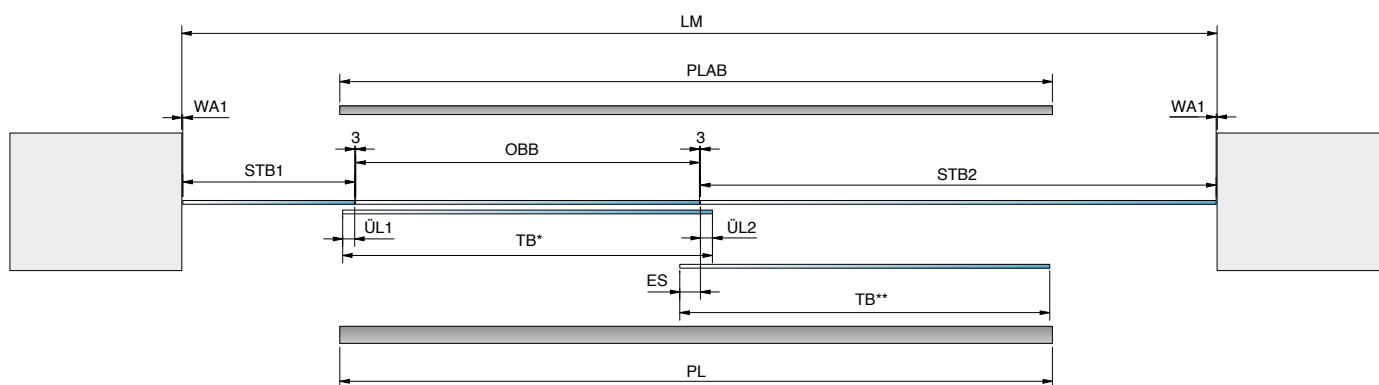 LM
PLAB
WA1
WA1
3
OBB
3
STB1
STB2
ÜL1
TB*
ÜL2
ES
TB**
PL